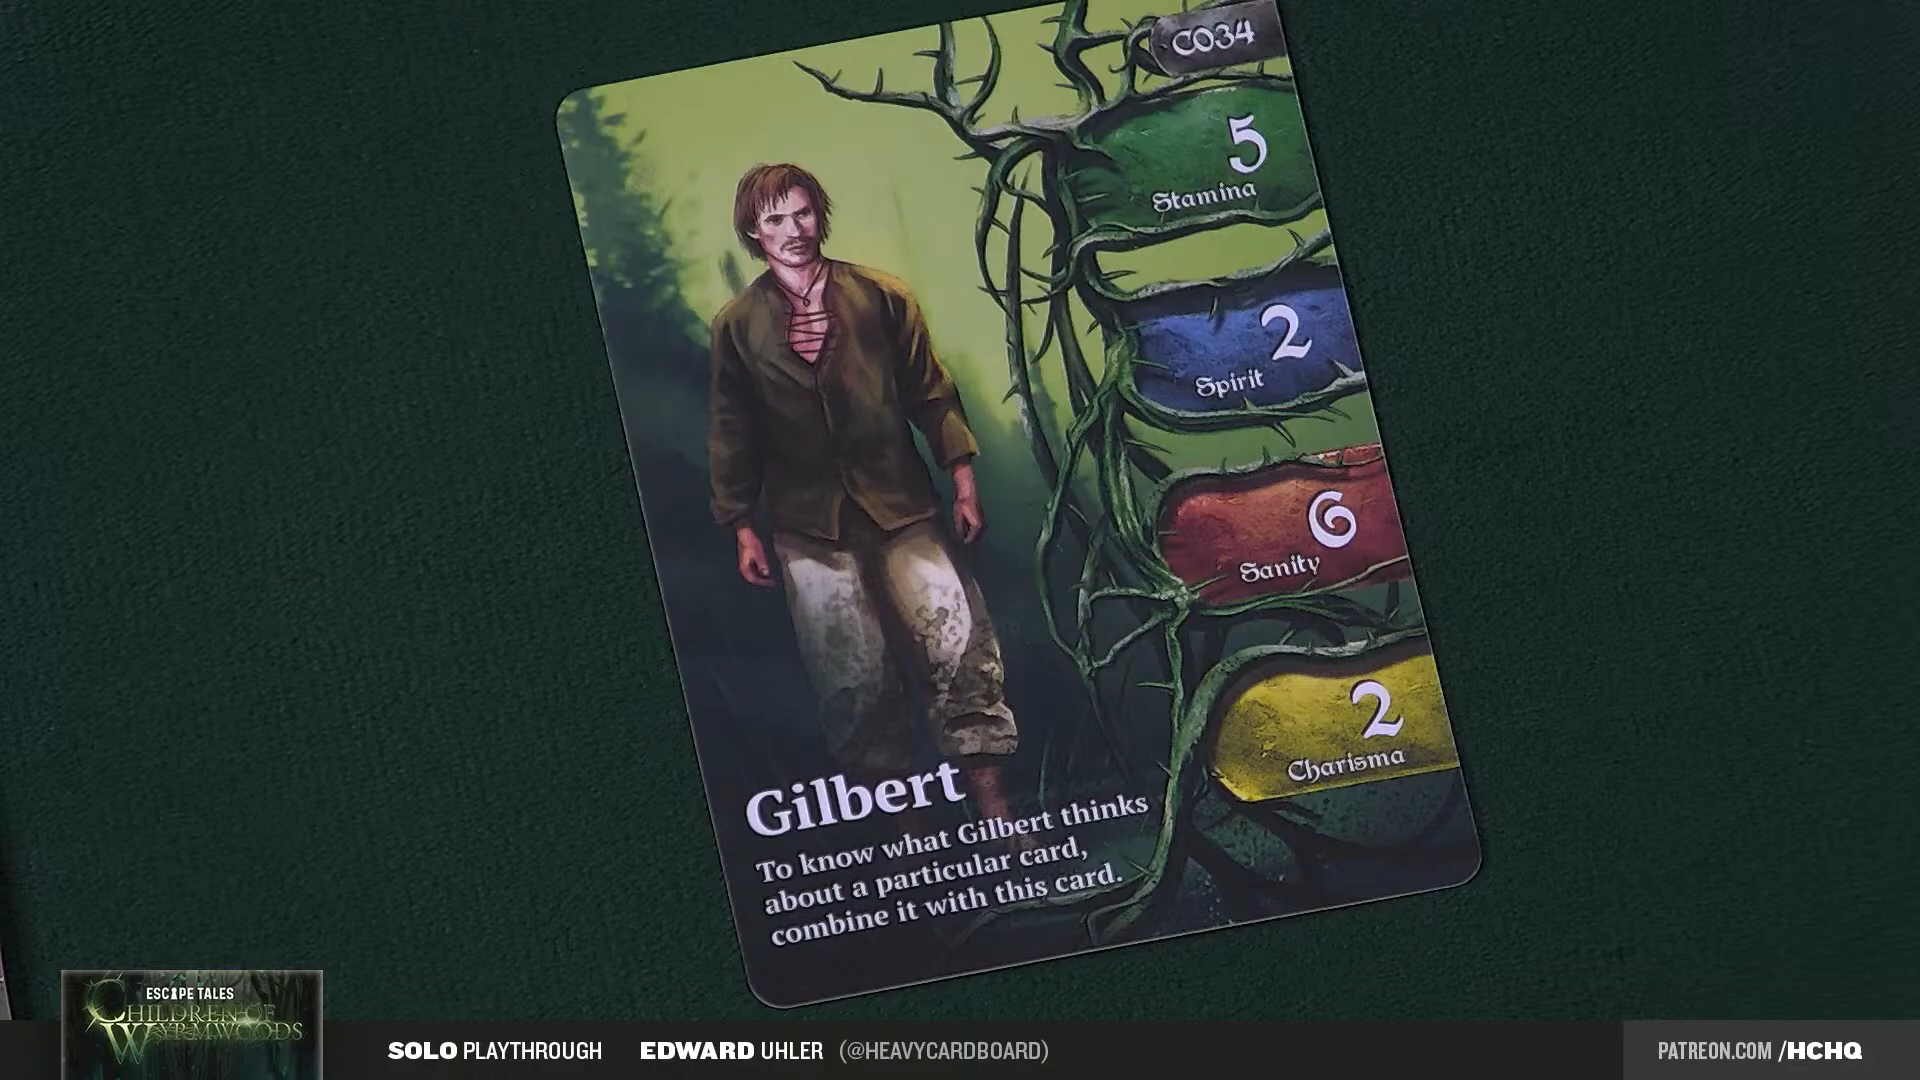 C034
5
Stamina
2
Spirit
6
Sanity
2
Charisma
Gilbert
To know what Gilbert thinks
about a particular card,
combine it with this card.
ESCAPE TALES
CHILDREN OF
WYRMWOODS
SOLO PLAYTHROUGH EDWARD UHLER (@HEAVYCARDBOARD)
PATREON.COM /HCHQ